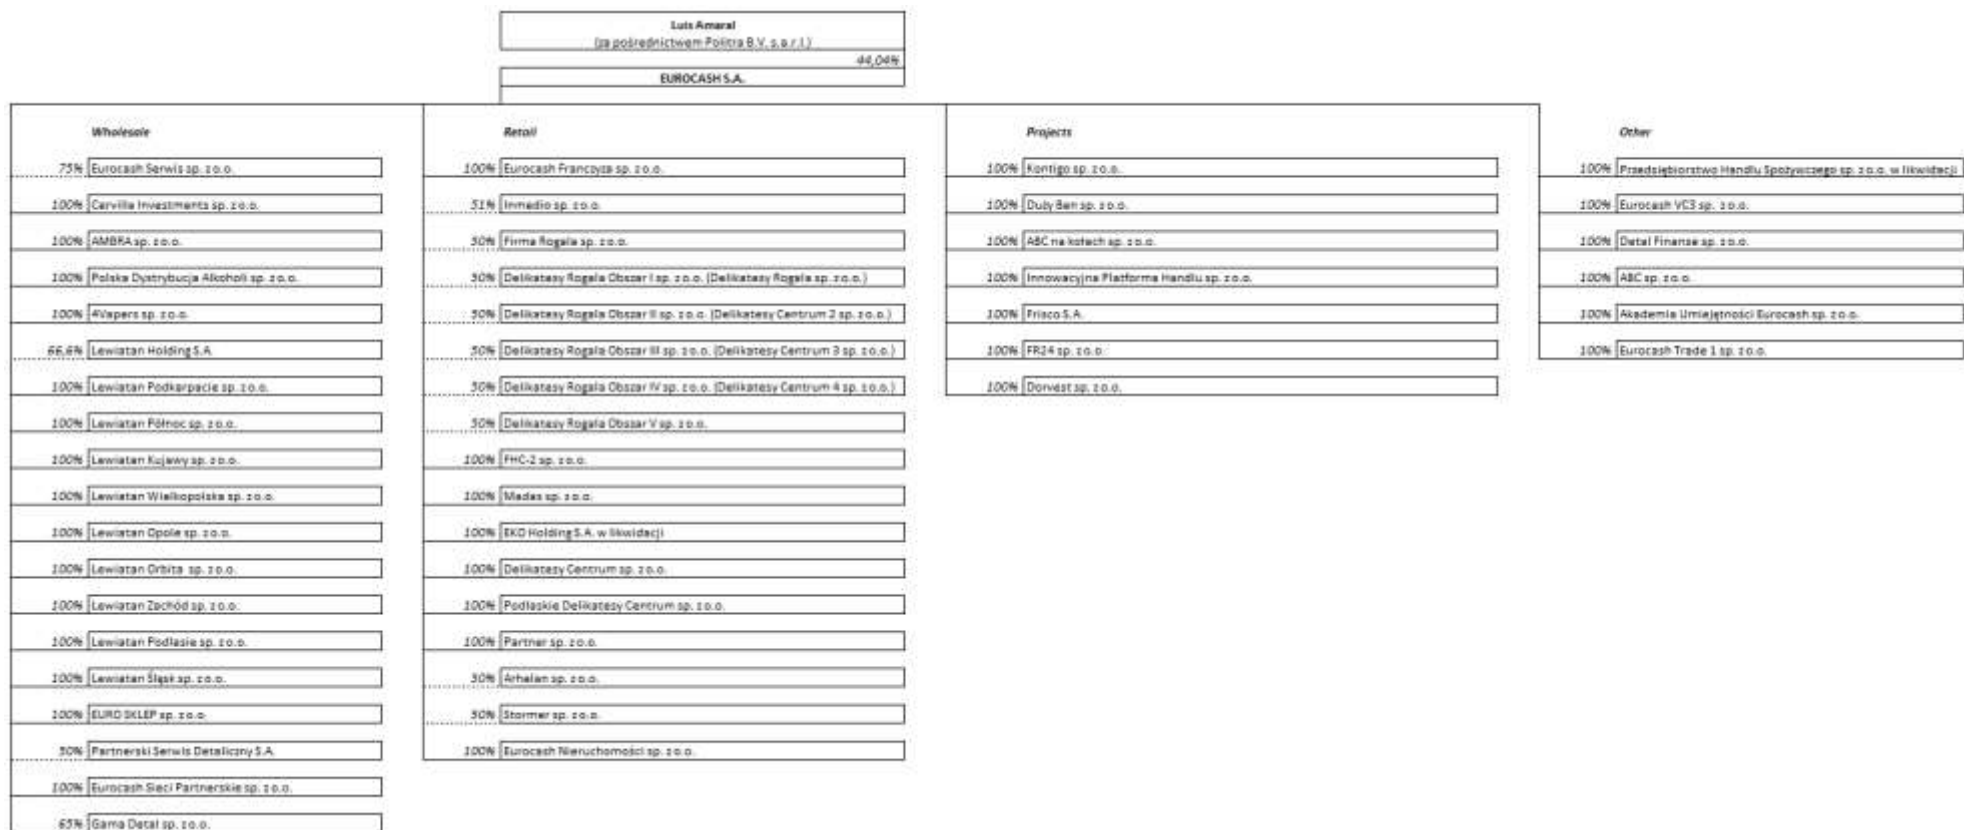 Luis Amaral
(za pośrednictwem Politra B.V. s.a r.l.)
44,04%
EUROCASH S.A.
Wholesale
75% Eurocash Serwis sp. z o.o.
100% Cervilla Investments sp. z o.o.
100% AMBRA sp. z o.o.
100% Polska Dystrybucja Alkoholi sp. z o.o.
100% 4Vapers sp. z o.o.
66,6% Lewiatan Holding S.A
100% Lewiatan Podkarpacie sp. z o.o.
100% Lewiatan Północ sp. z o.o.
100% Lewiatan Kujawy sp. z o.o.
100% Lewiatan Wielkopolska sp. z o.o.
100% Lewiatan Opole sp. z o.o.
100% Lewiatan Orbita sp. z o.o.
100% Lewiatan Zachód sp. z o.o.
100% Lewiatan Podlasie sp. z o.o.
100% Lewiatan Śląsk sp. z o.o.
100% EURO SKLEP sp. z o.o
50% Partnerski Serwis Detaliczny S.A.
100% Eurocash Sieci Partnerskie sp. z o.o.
65% Gama Detal sp. z o.o.
Retail
100% Eurocash Franczyza sp. z o.o.
51% Inmedio sp. z o.o.
50% Firma Rogala sp. z o.o.
50% Delikatesy Rogala Obszar I sp. z o.o. (Delikatesy Rogala sp. z o.o.)
50% Delikatesy Rogala Obszar II sp. z o.o. (Delikatesy Centrum 2 sp. z o.o.)
50% Delikatesy Rogala Obszar III sp. z o.o. (Delikatesy Centrum 3 sp. z o.o.)
50% Delikatesy Rogala Obszar IV sp. z o.o. (Delikatesy Centrum 4 sp. z o.o.)
50% Delikatesy Rogala Obszar V sp. z o.o.
100% FHC-2 sp. z o.o.
100% Madas sp. z o.o.
100% EKO Holding S.A. w likwidacji
100% Delikatesy Centrum sp. z o.o.
100% Podlaskie Delikatesy Centrum sp. z o.o.
100% Partner sp. z o.o.
50% Arhelan sp. z o.o.
50% Stormer sp. z o.o.
100% Eurocash Nieruchomości sp. z o.o.
Projects
100% Kontigo sp. z o.o.
100% Duży Ben sp. z o.o.
100% ABC na kołach sp. z o.o.
100% Innowacyjna Platforma Handlu sp. z o.o.
100% Frisco S.A.
100% FR24 sp. z o.o.
100% Dorvest sp. z o.o.
Other
100% Przedsiębiorstwo Handlu Spożywczego sp. z o.o. w likwidacji
100% Eurocash VC3 sp. z o.o.
100% Detal Finanse sp. z o.o.
100% ABC sp. z o.o.
100% Akademia Umiejętności Eurocash sp. z o.o.
100% Eurocash Trade 1 sp. z o.o.